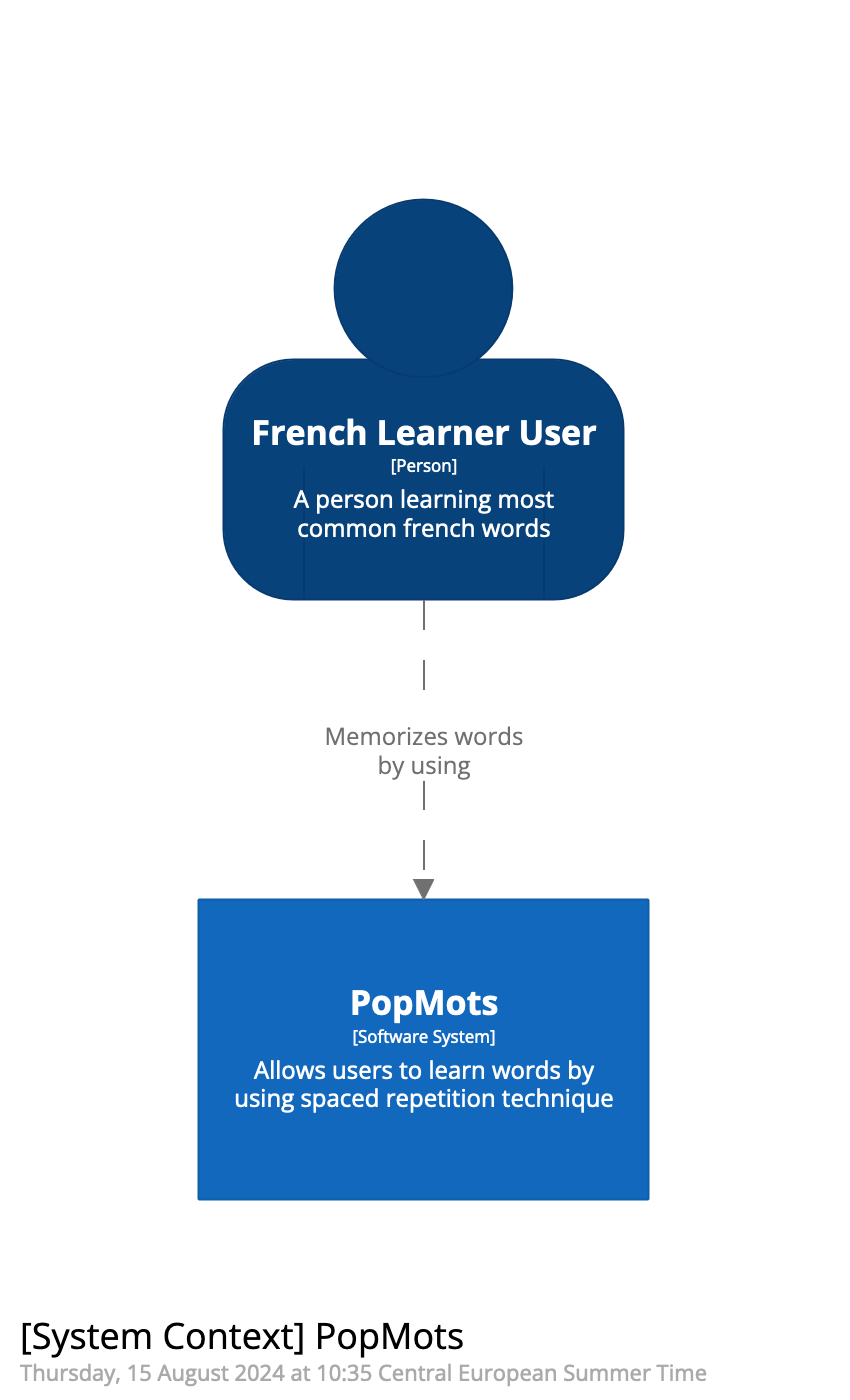 French Learner User
[Person]
A person learning most
common french words
Memorizes words
by using
PopMots
[Software System]
Allows users to learn words by
using spaced repetition technique
[System Context] PopMots
Thursday, 15 August 2024 at 10:35 Central European Summer Time